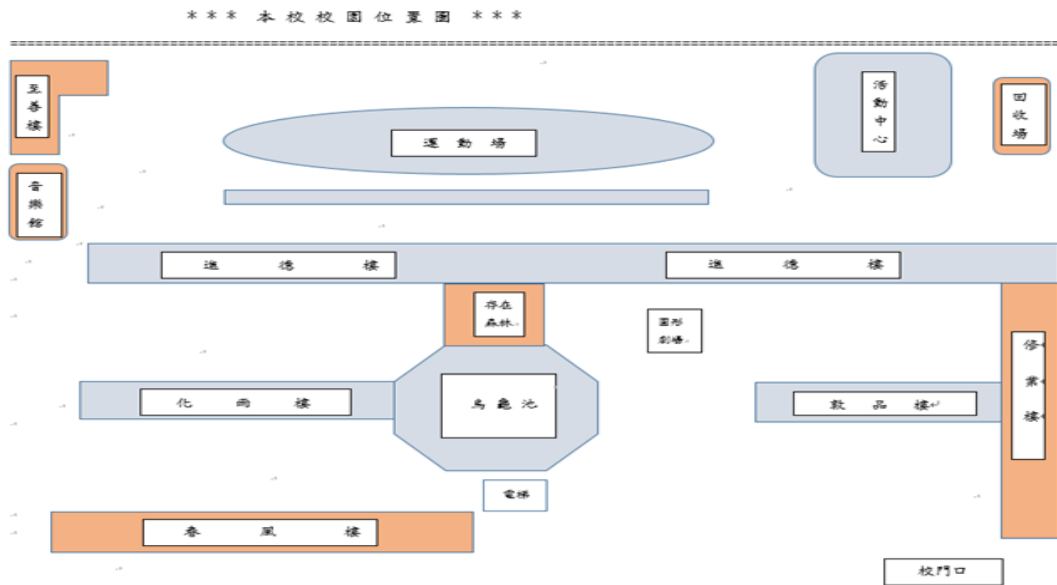 *** 本校校園位置圖 ***
至善樓
運動場
活動中心
回收場
音樂館
進德樓
進德樓
存在
森林
圓形
劇場
修業樓
化雨樓
烏龜池
敦品樓
電梯
春風樓
校門口